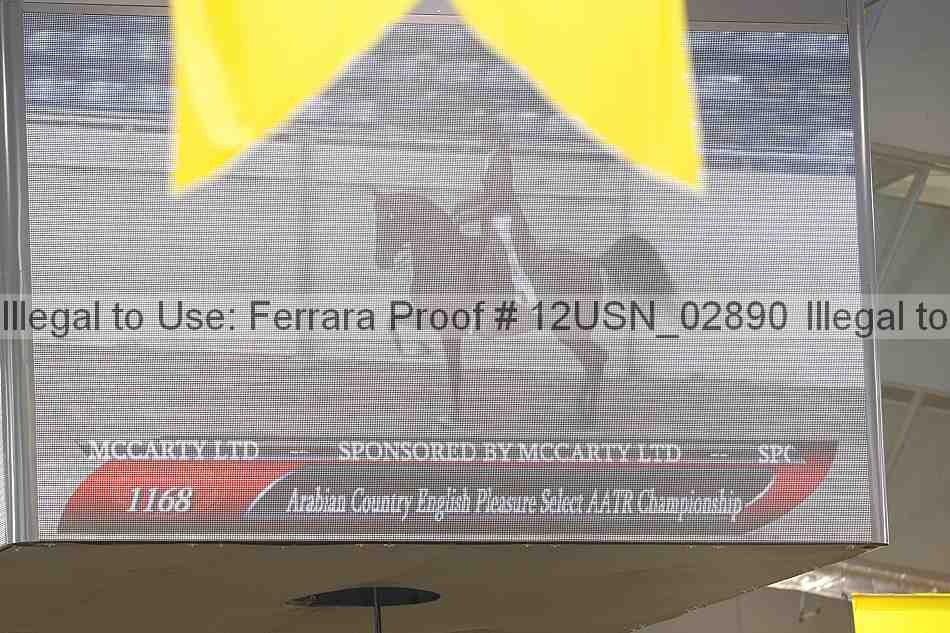 Illegal to Use: Ferrara Proof # 12USN_02890 Illegal to
MCCARTY LTD -- SPONSORED BY MCCARTY LTD -- SPO
1168
Arabian Country English Pleasure Select AATR Championship